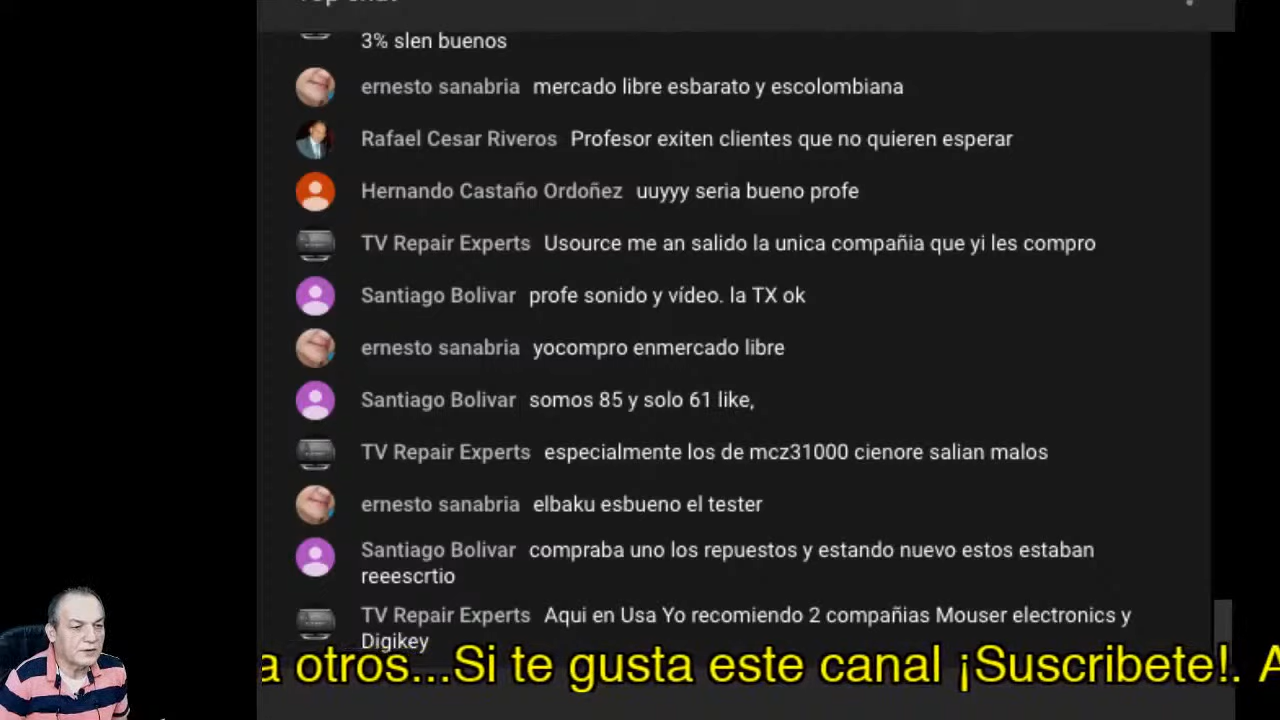 Top chat
3% slen buenos
ernesto sanabria mercado libre esbarato y escolombiana
Rafael Cesar Riveros Profesor exiten clientes que no quieren esperar
Hernando Castaño Ordoñez uuyyy seria bueno profe
TV Repair Experts Usource me an salido la unica compañia que yi les compro
Santiago Bolivar profe sonido y vídeo. la TX ok
ernesto sanabria yocompro enmercado libre
Santiago Bolivar somos 85 y solo 61 like,
TV Repair Experts especialmente los de mcz31000 cienore salian malos
ernesto sanabria elbaku esbueno el tester
Santiago Bolivar compraba uno los repuestos y estando nuevo estos estaban
reeescrtio
TV Repair Experts Aqui en Usa Yo recomiendo 2 compañias Mouser electronics y
Digikey
a otros...Si te gusta este canal ¡Suscribete!. A